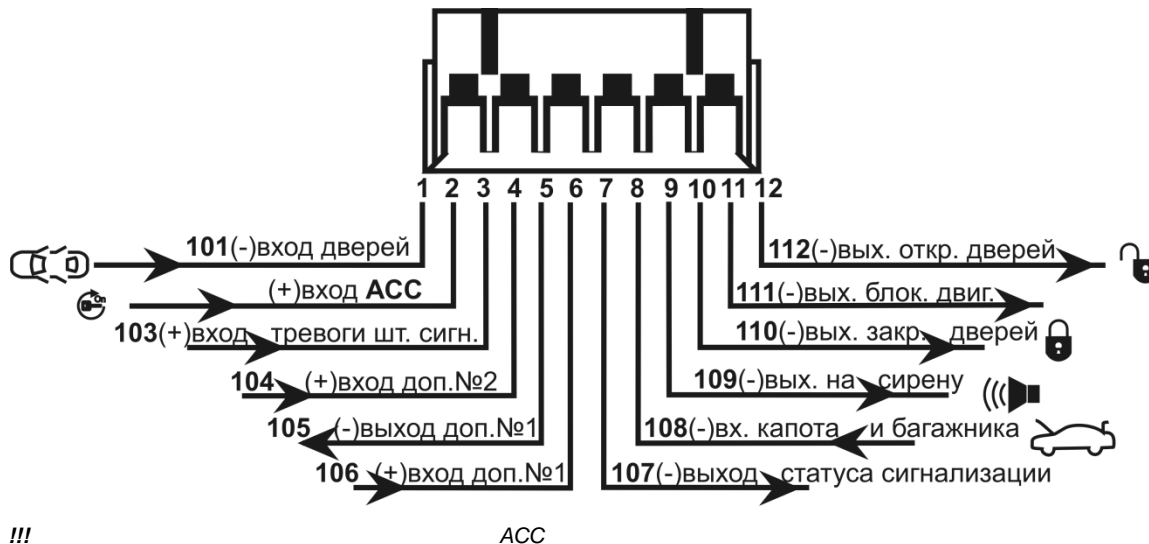 1 2 3 4 5 6 7 8 9 10 11 12
101(-)вход дверей
(+)вход ACC
103(+)вход тревоги шт. сигн.
104 (+)вход доп.№2
105 (-)выход доп.№1
106 (+)вход доп.№1
112(-)вых. откр. дверей
111(-)вых. блок. двиг.
110(-)вых. закр. дверей
109(-)вых. на сирену
108(-)вх. капота и багажника
107(-)выход статуса сигнализации
On
!!! ACC